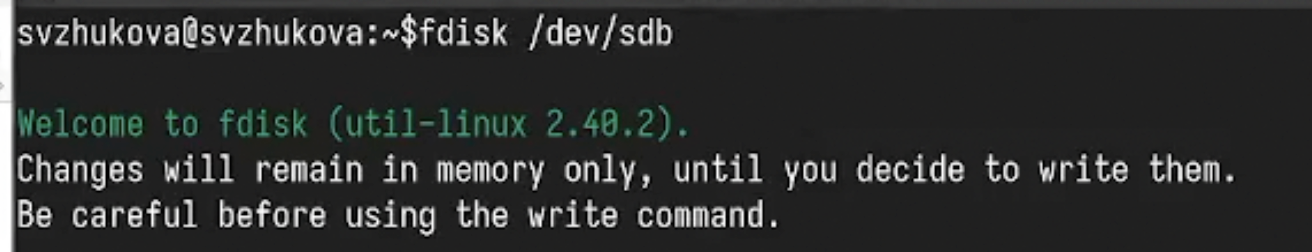 svzhukova@svzhukova:~$fdisk /dev/sdb
Welcome to fdisk (util-linux 2.40.2).
Changes will remain in memory only, until you decide to write them.
Be careful before using the write command.